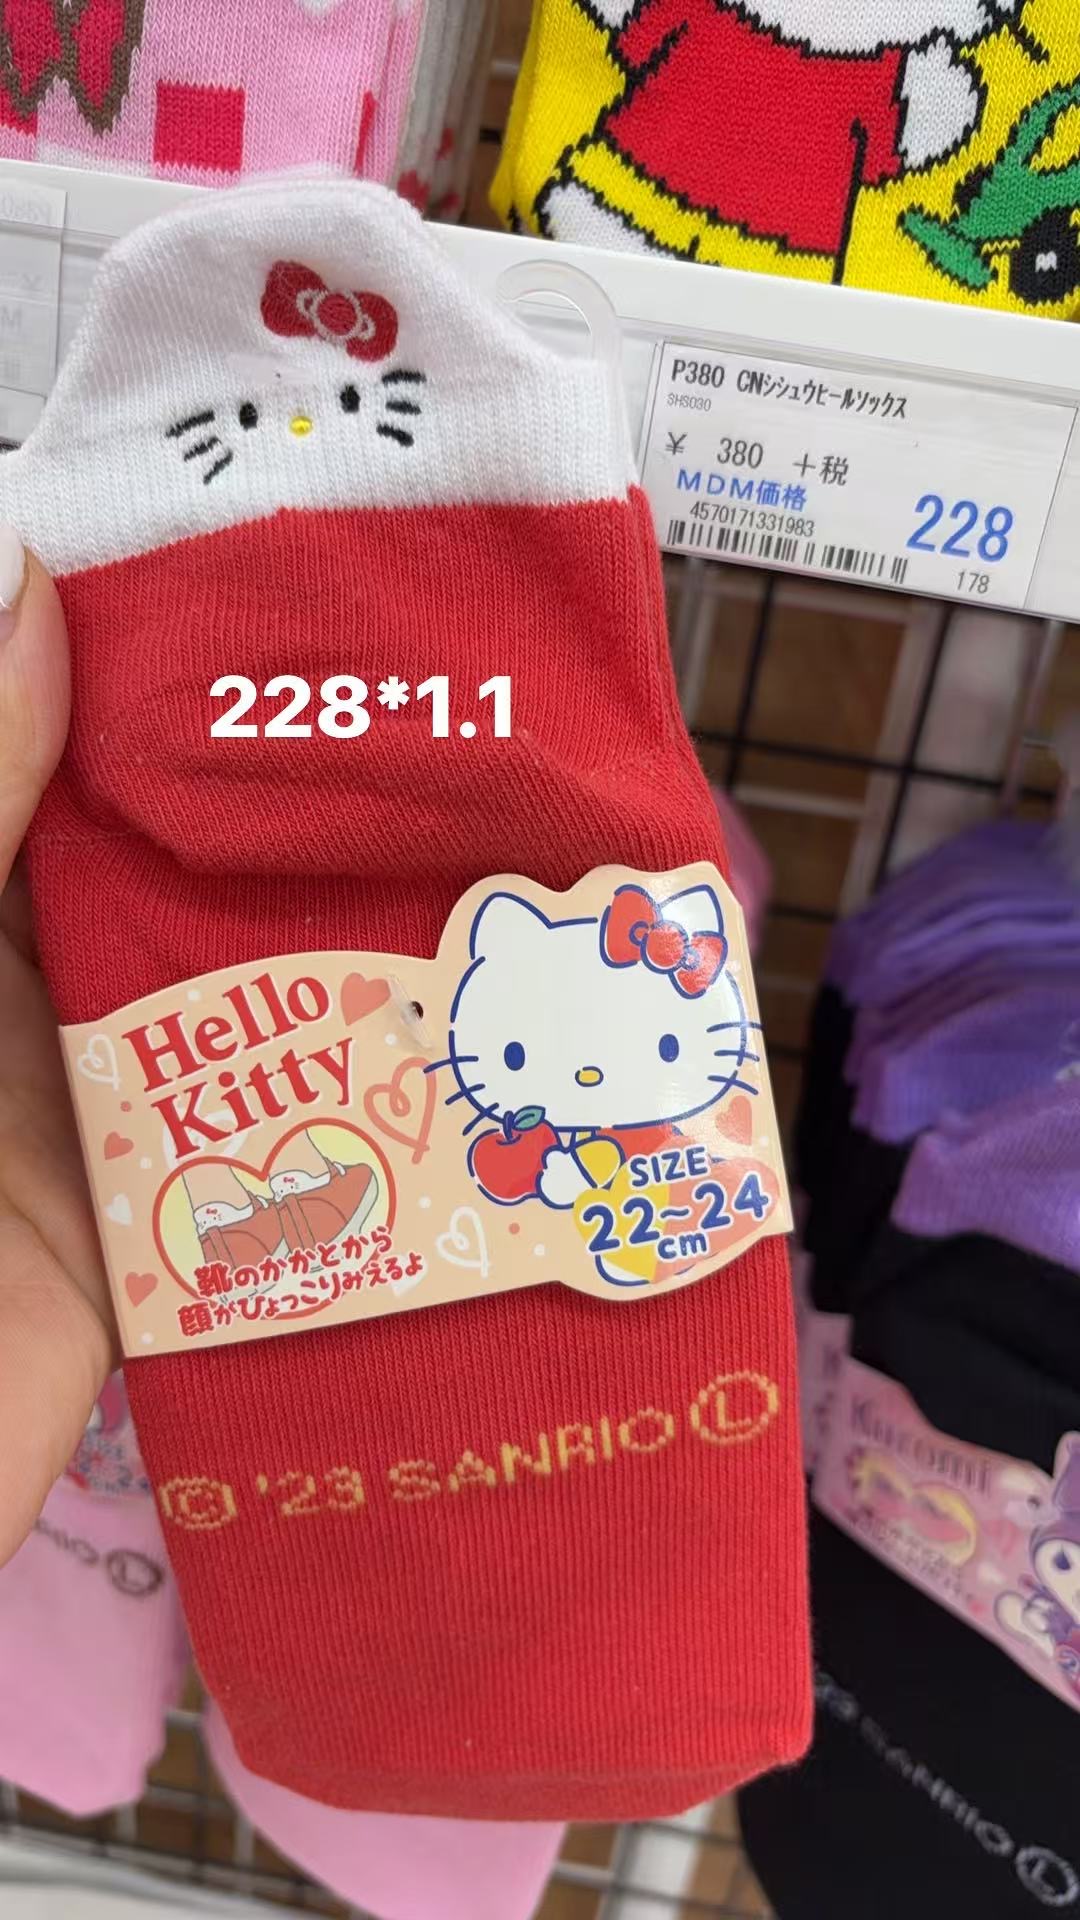 P380 CNシシュウヒールソックス
SHS030
¥ 380 +税
MDM価格
4570171331983
228
178
228*1.1
Hello
Kitty
SIZE
22~24
cm
靴のかかとから
顔がひょっこりみえるよ
© '23 SANRIO Ⓛ
Kuromi
SANRIO Ⓛ